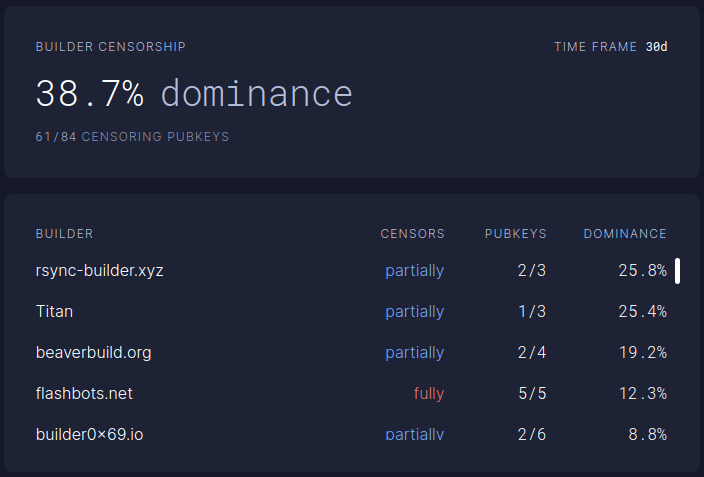 BUILDER CENSORSHIP TIME FRAME 30d
38.7% dominance
61/84 CENSORING PUBKEYS
BUILDER CENSORS PUBKEYS DOMINANCE
rsync-builder.xyz partially 2/3 25.8%
Titan partially 1/3 25.4%
beaverbuild.org partially 2/4 19.2%
flashbots.net fully 5/5 12.3%
builder0x69.io partially 2/6 8.8%